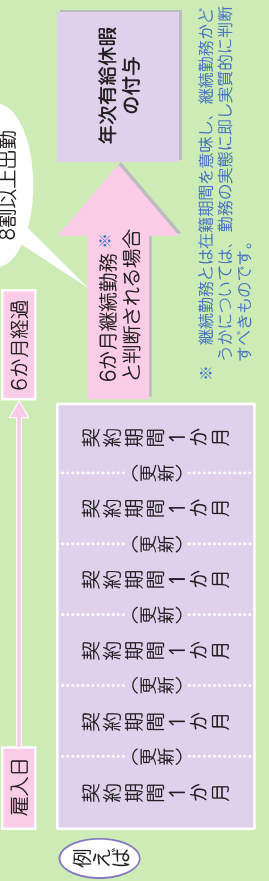 雇入日
6か月経過
8割以上出勤
例えば
契約期間1か月
（更新）
契約期間1か月
（更新）
契約期間1か月
（更新）
契約期間1か月
（更新）
契約期間1か月
（更新）
契約期間1か月
6か月継続勤務※
と判断される場合
年次有給休暇
の付与
※ 継続勤務とは在籍期間を意味し、継続勤務かど
うかについては、勤務の実態に即し実質的に判断
すべきものです。